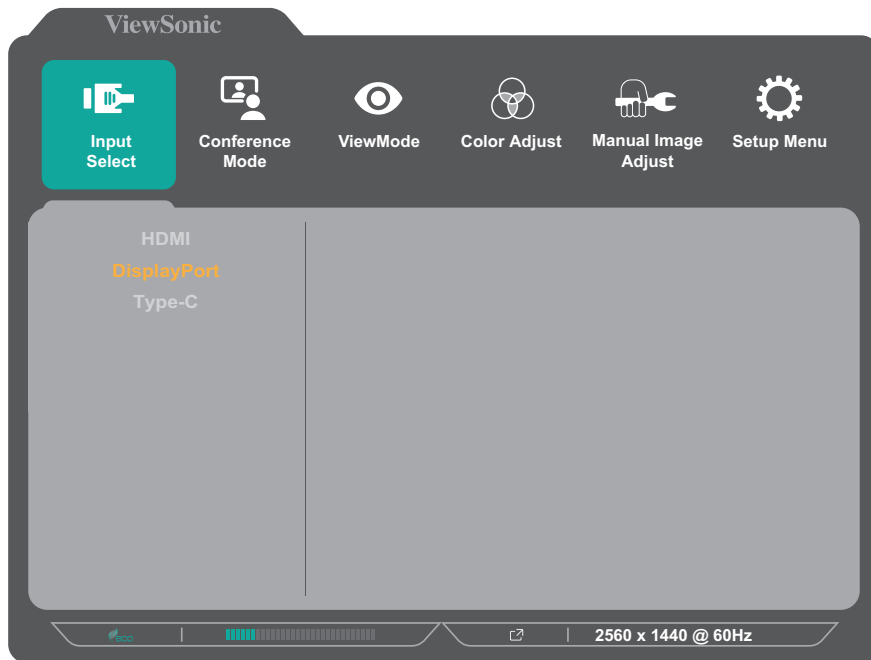 ViewSonic
Input
Select
Conference
Mode
ViewMode
Color Adjust
Manual Image
Adjust
Setup Menu
HDMI
DisplayPort
Type-C
eco
2560 x 1440 @ 60Hz